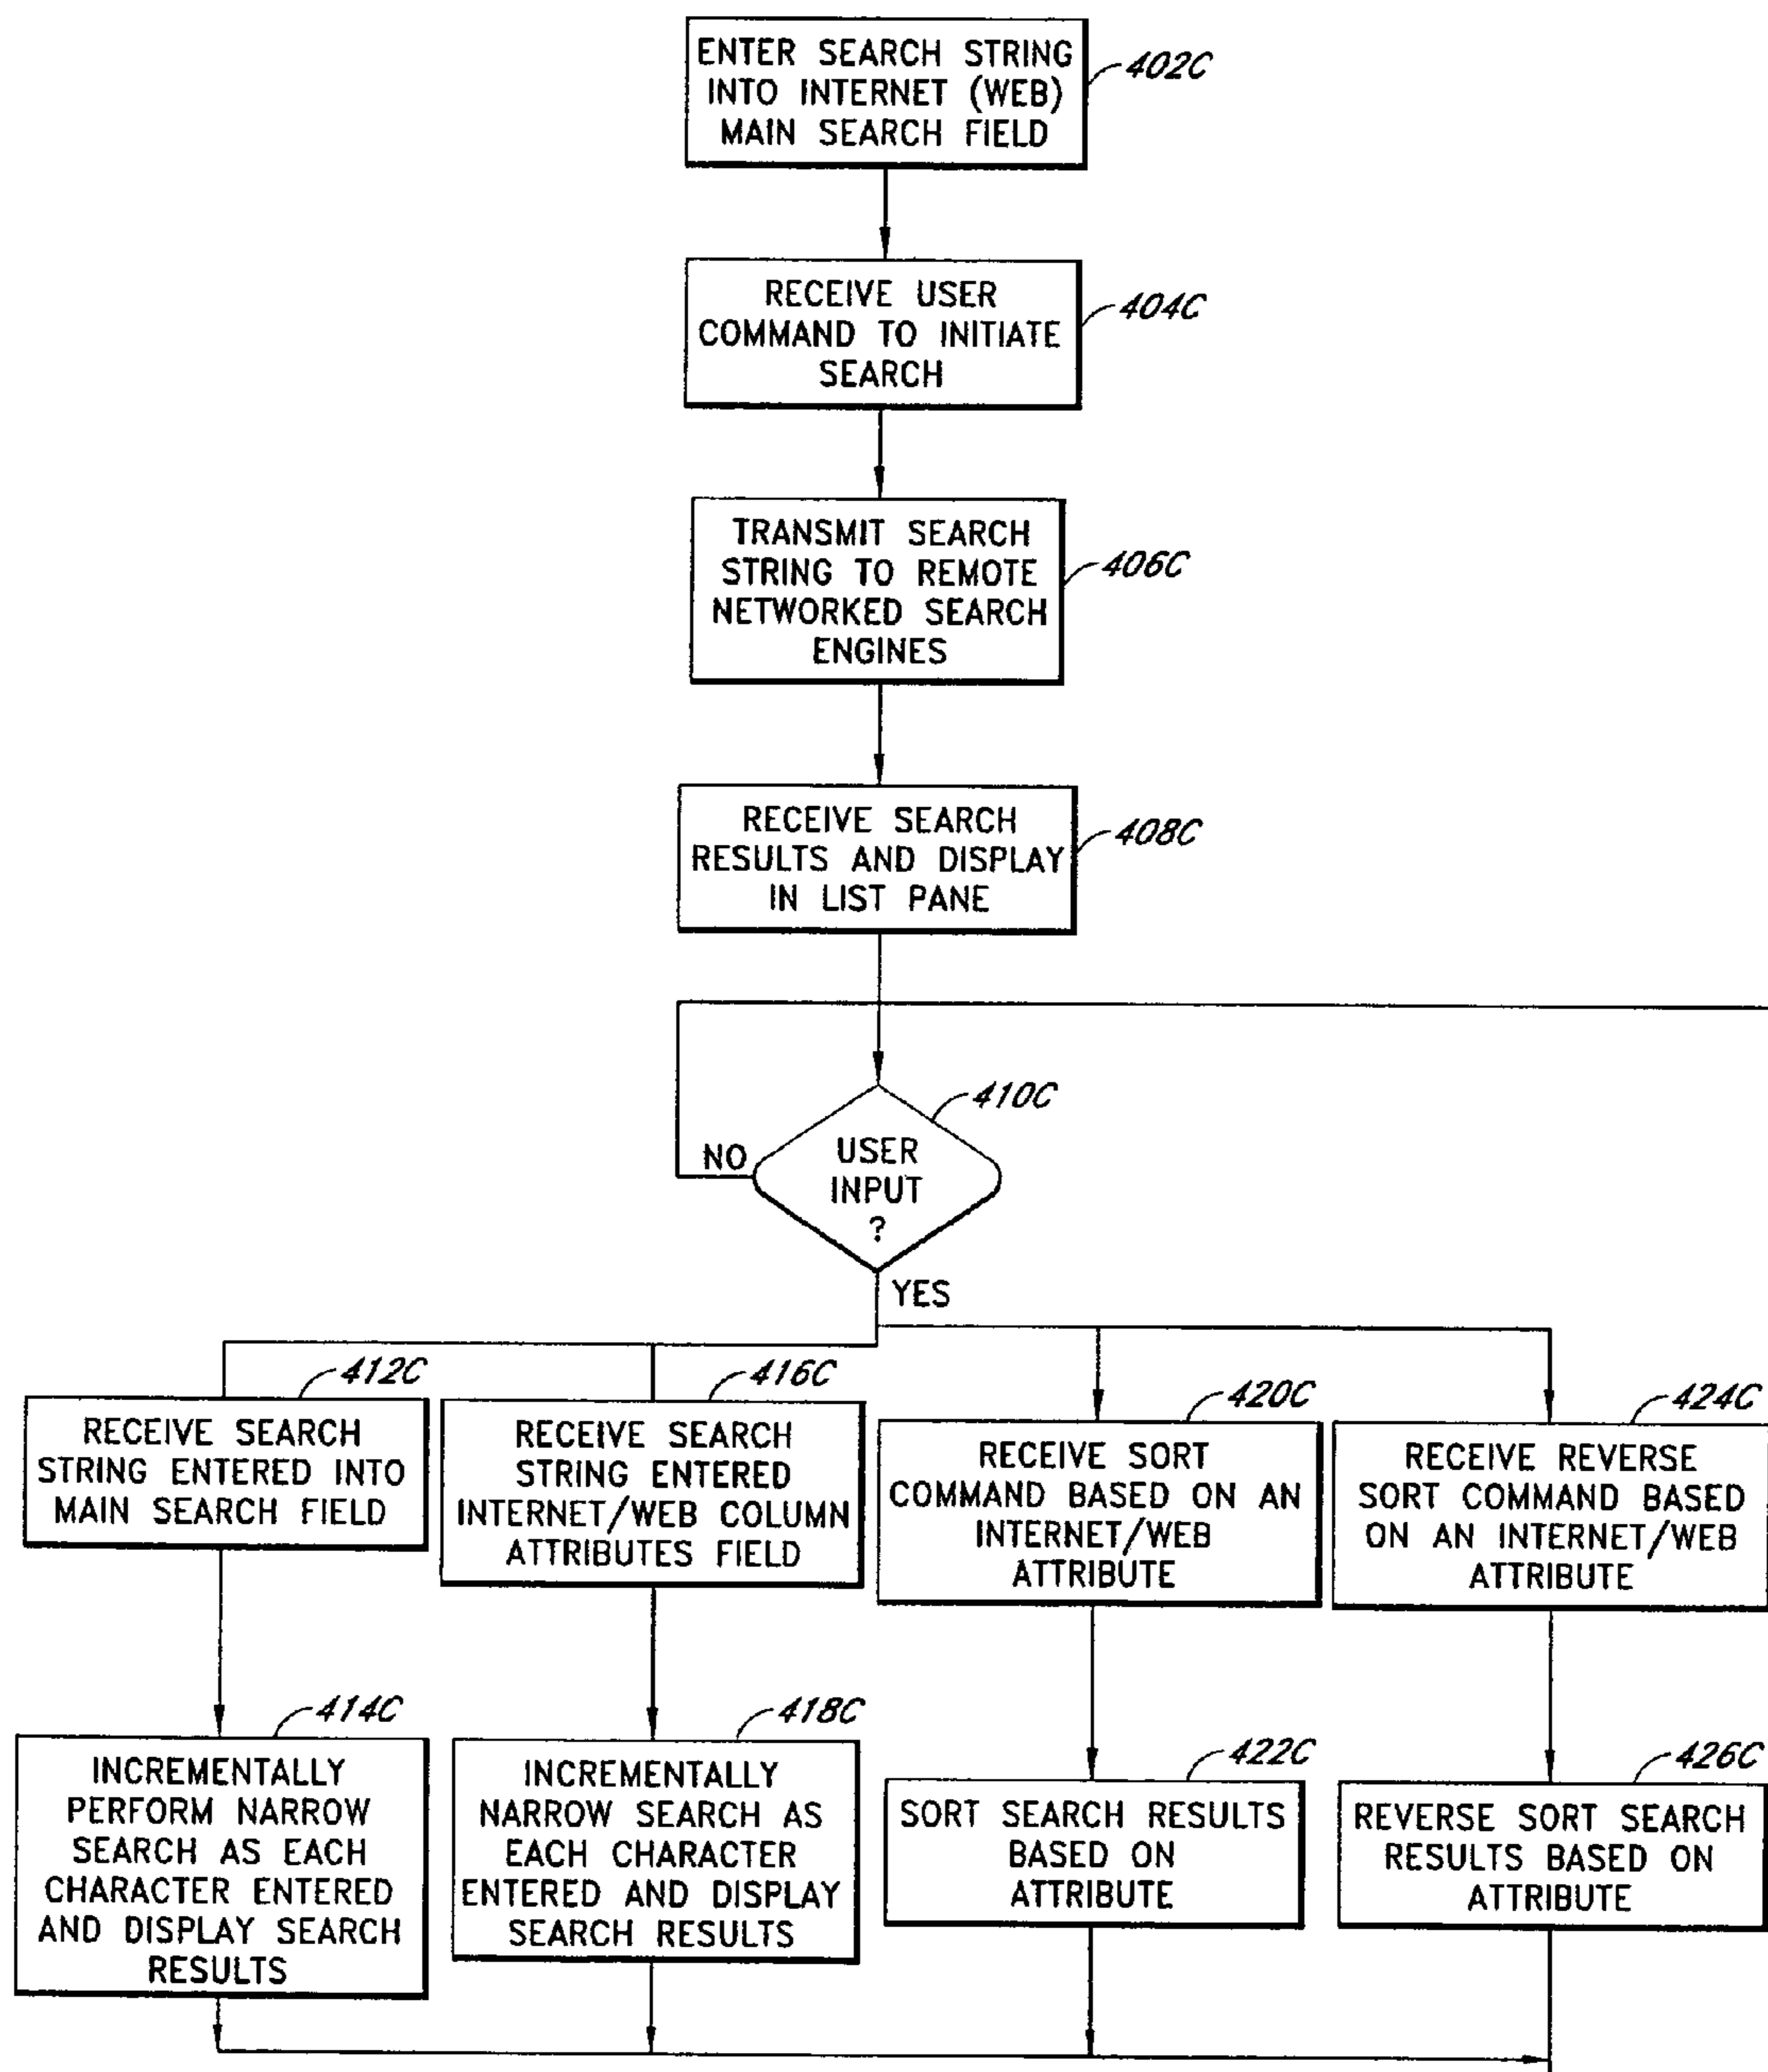 ENTER SEARCH STRING
INTO INTERNET (WEB)
MAIN SEARCH FIELD
402C
RECEIVE USER
COMMAND TO INITIATE
SEARCH
404C
TRANSMIT SEARCH
STRING TO REMOTE
NETWORKED SEARCH
ENGINES
406C
RECEIVE SEARCH
RESULTS AND DISPLAY
IN LIST PANE
408C
410C
USER
INPUT
?
NO
YES
412C
RECEIVE SEARCH
STRING ENTERED INTO
MAIN SEARCH FIELD
416C
RECEIVE SEARCH
STRING ENTERED
INTERNET/WEB COLUMN
ATTRIBUTES FIELD
420C
RECEIVE SORT
COMMAND BASED ON AN
INTERNET/WEB
ATTRIBUTE
424C
RECEIVE REVERSE
SORT COMMAND BASED
ON AN INTERNET/WEB
ATTRIBUTE
414C
INCREMENTALLY
PERFORM NARROW
SEARCH AS EACH
CHARACTER ENTERED
AND DISPLAY SEARCH
RESULTS
418C
INCREMENTALLY
NARROW SEARCH AS
EACH CHARACTER
ENTERED AND DISPLAY
SEARCH RESULTS
422C
SORT SEARCH RESULTS
BASED ON
ATTRIBUTE
426C
REVERSE SORT SEARCH
RESULTS BASED ON
ATTRIBUTE